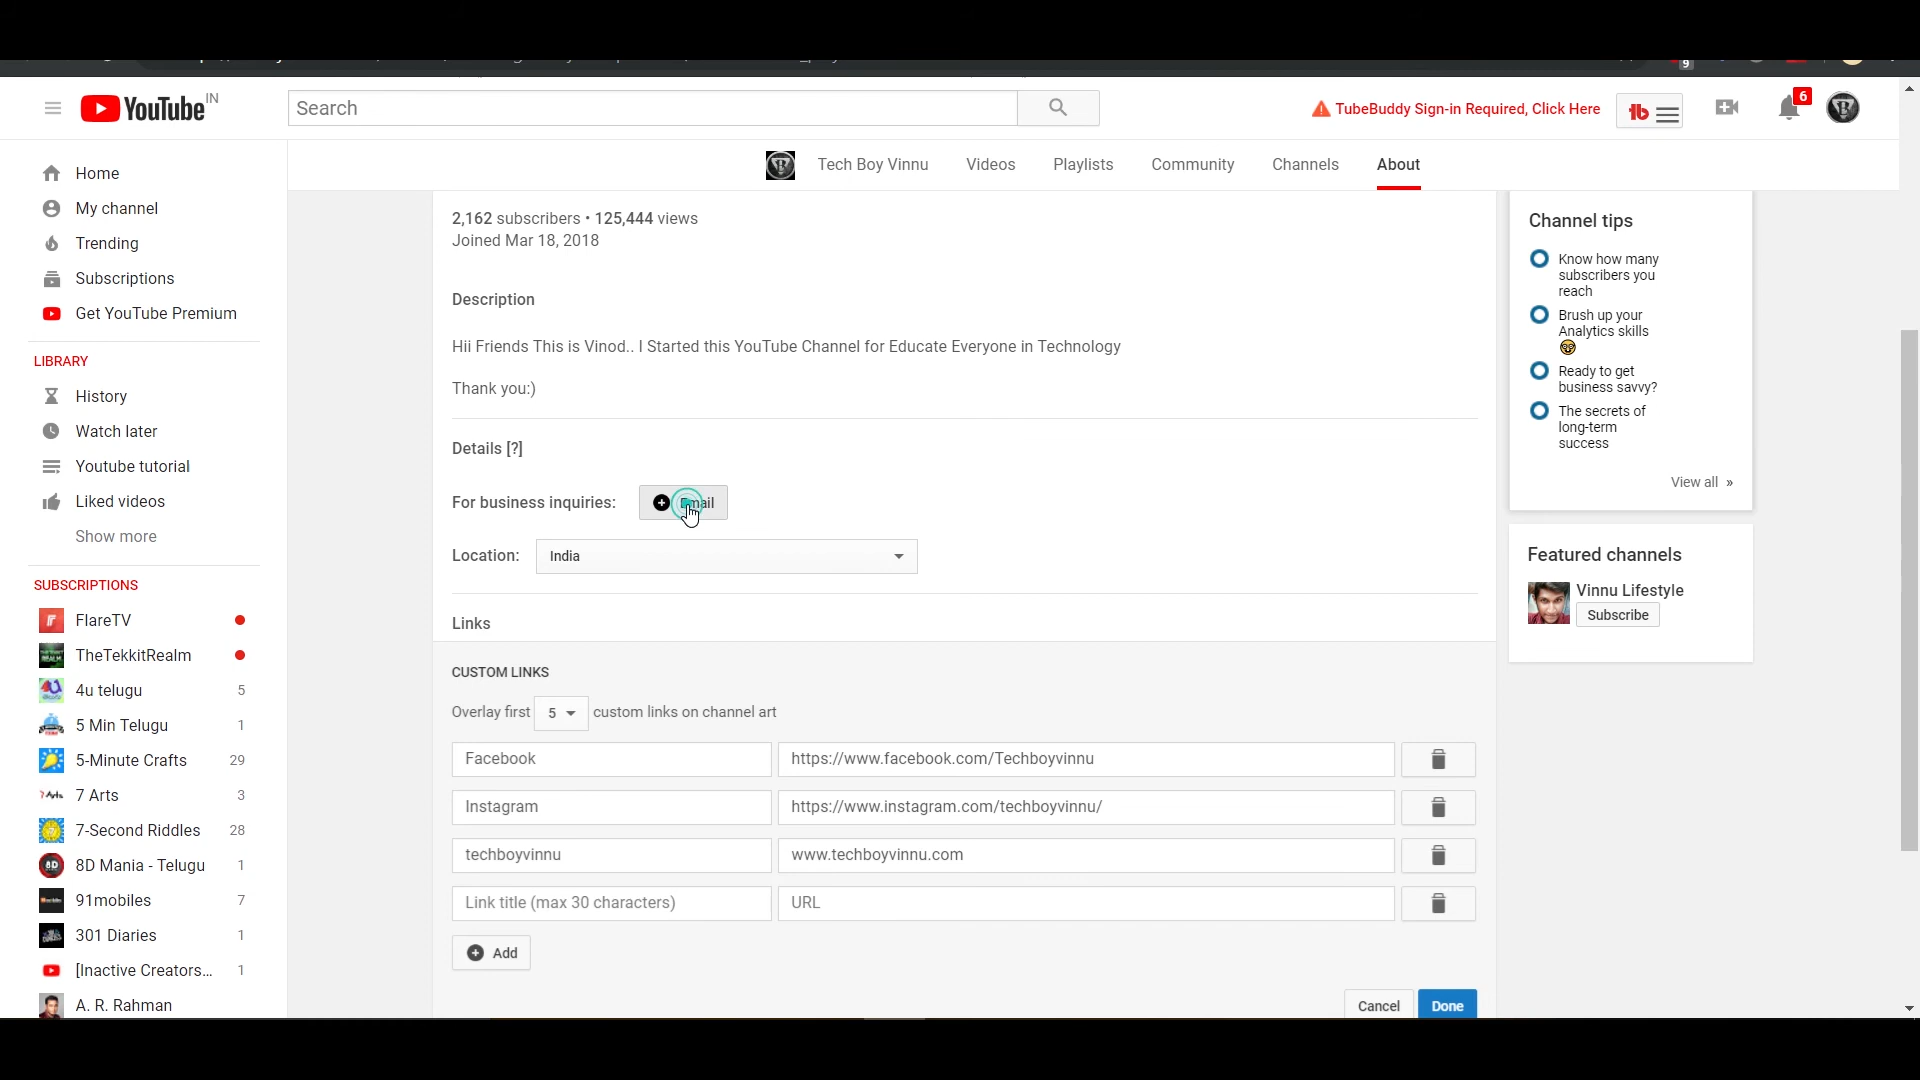 9
YouTube IN
Search
TubeBuddy Sign-in Required, Click Here
tb
6
Tech Boy Vinnu Videos Playlists Community Channels About
Home
My channel
Trending
Subscriptions
Get YouTube Premium
LIBRARY
History
Watch later
Youtube tutorial
Liked videos
Show more
SUBSCRIPTIONS
FlareTV
TheTekkitRealm
4u telugu 5
5 Min Telugu 1
5-Minute Crafts 29
7 Arts 3
7-Second Riddles 28
8D Mania - Telugu 1
91mobiles 7
301 Diaries 1
[Inactive Creators... 1
A. R. Rahman
2,162 subscribers • 125,444 views
Joined Mar 18, 2018
Description
Hii Friends This is Vinod.. I Started this YouTube Channel for Educate Everyone in Technology
Thank you:)
Details [?]
For business inquiries: Email
Location: India
Links
CUSTOM LINKS
Overlay first 5 custom links on channel art
Facebook https://www.facebook.com/Techboyvinnu
Instagram https://www.instagram.com/techboyvinnu/
techboyvinnu www.techboyvinnu.com
Link title (max 30 characters) URL
Add
Cancel Done
Channel tips
Know how many
subscribers you
reach
Brush up your
Analytics skills
Ready to get
business savvy?
The secrets of
long-term
success
View all »
Featured channels
Vinnu Lifestyle
Subscribe